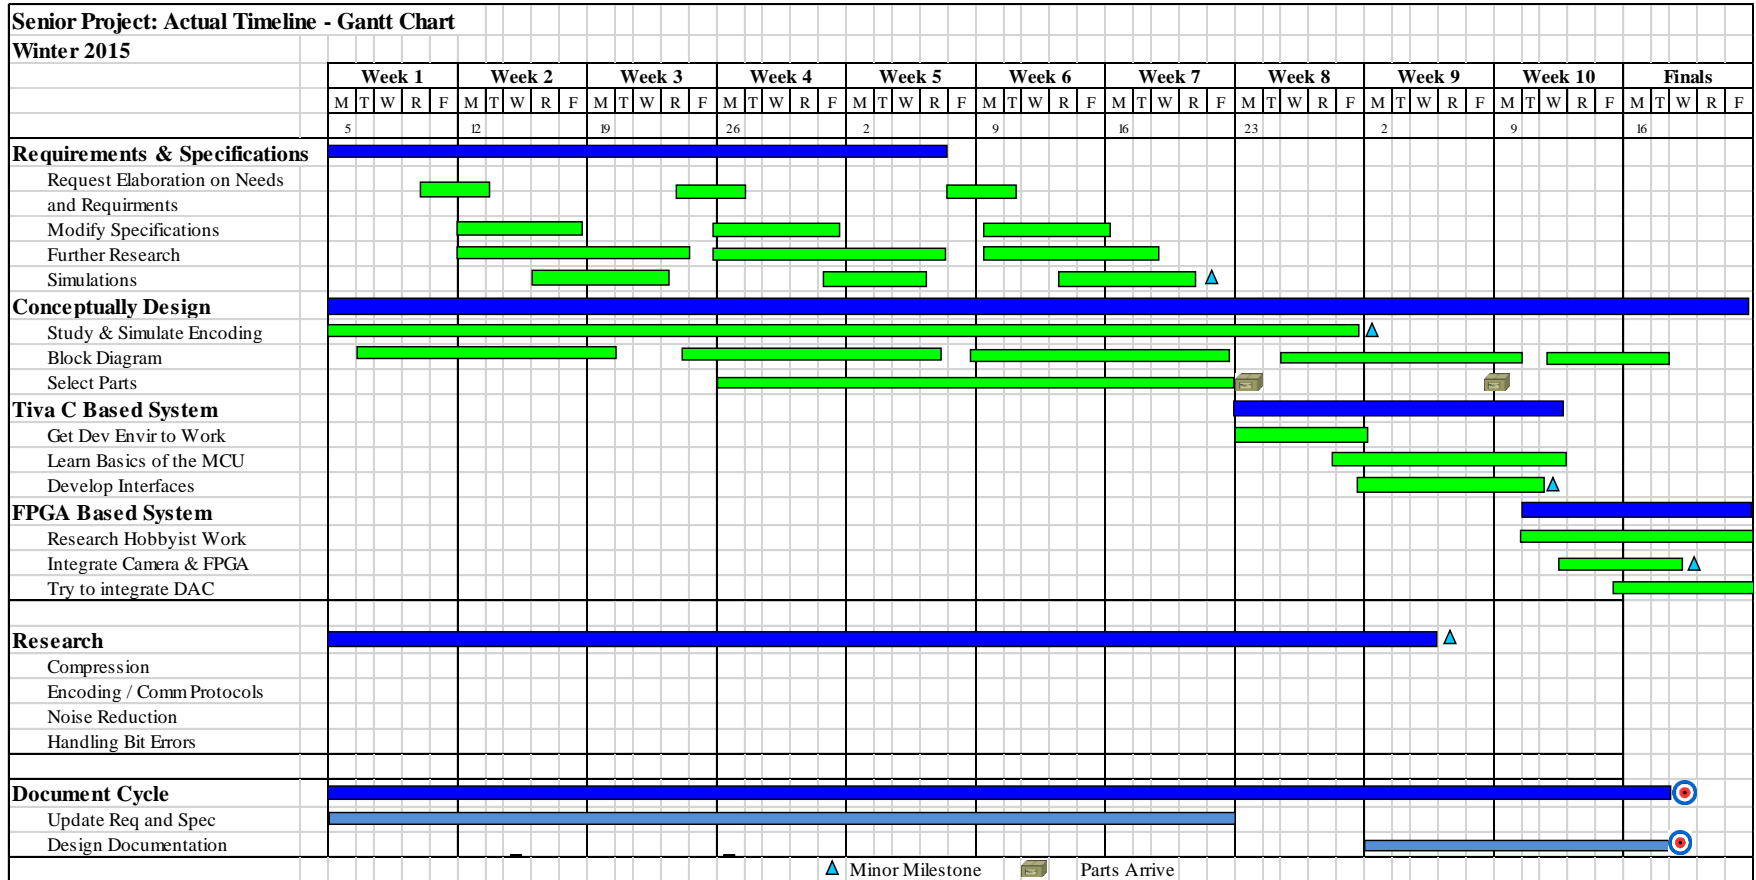 Senior Project: Actual Timeline - Gantt Chart
Winter 2015
Week 1 Week 2 Week 3 Week 4 Week 5 Week 6 Week 7 Week 8 Week 9 Week 10 Finals
M T W R F M T W R F M T W R F M T W R F M T W R F M T W R F M T W R F M T W R F M T W R F M T W R F M T W R F
5 12 19 26 2 9 16 23 2 9 16
Requirements & Specifications
Request Elaboration on Needs
and Requirments
Modify Specifications
Further Research
Simulations
Conceptually Design
Study & Simulate Encoding
Block Diagram
Select Parts
Tiva C Based System
Get Dev Envir to Work
Learn Basics of the MCU
Develop Interfaces
FPGA Based System
Research Hobbyist Work
Integrate Camera & FPGA
Try to integrate DAC
Research
Compression
Encoding / Comm Protocols
Noise Reduction
Handling Bit Errors
Document Cycle
Update Req and Spec
Design Documentation
Minor Milestone Parts Arrive